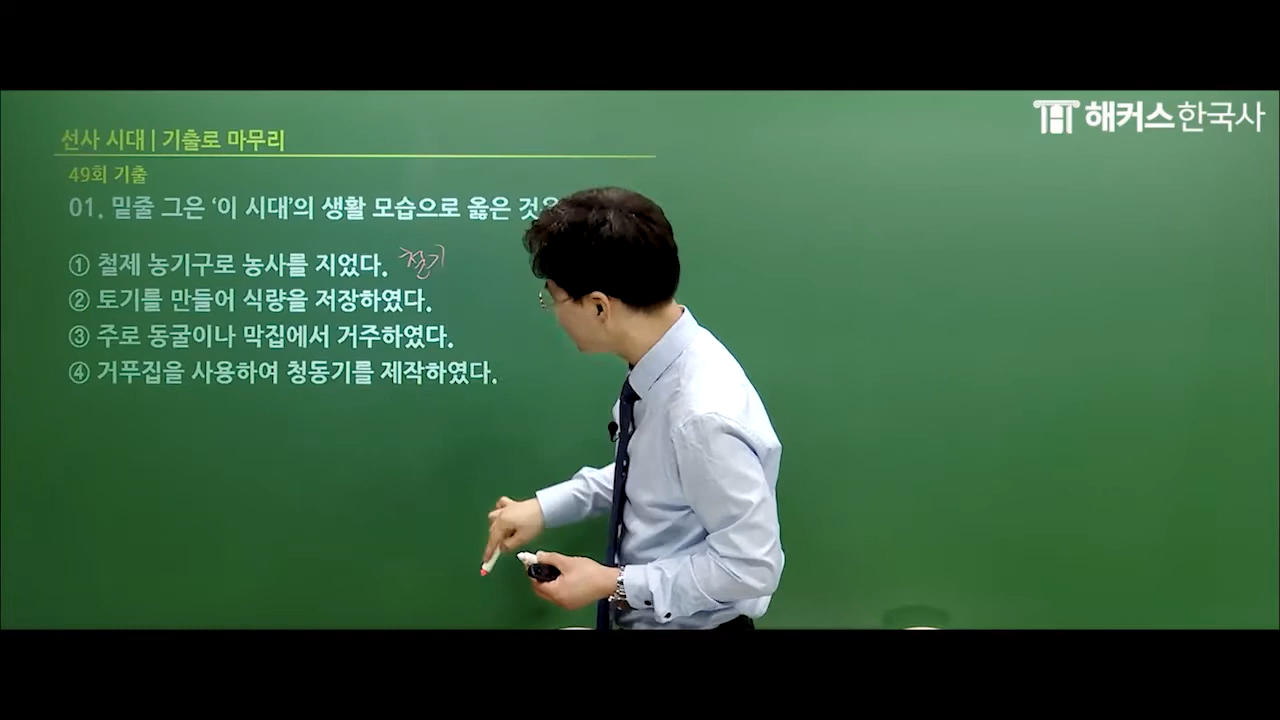 해커스한국사
선사 시대 | 기출로 마무리
49회 기출
01. 밑줄 그은 ‘이 시대’의 생활 모습으로 옳은 것은
① 철제 농기구로 농사를 지었다. 철기
② 토기를 만들어 식량을 저장하였다.
③ 주로 동굴이나 막집에서 거주하였다.
④ 거푸집을 사용하여 청동기를 제작하였다.